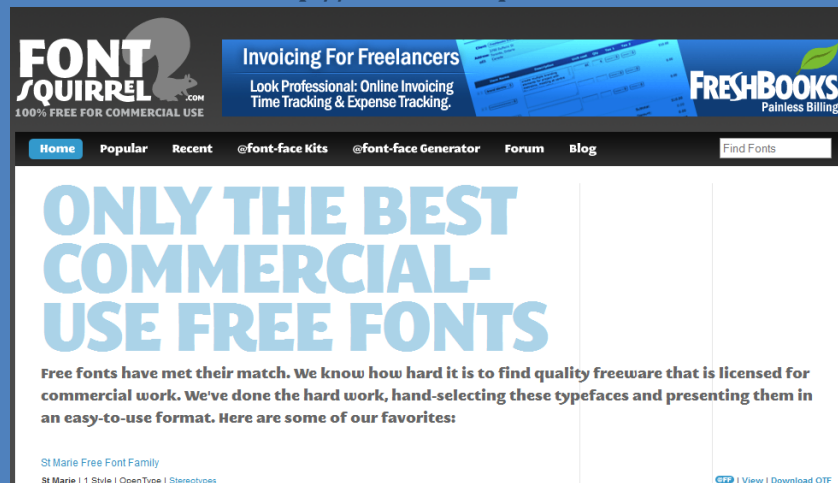 FONT
SQUIRREL
.COM
100% FREE FOR COMMERCIAL USE
Invoicing For Freelancers
Look Professional: Online Invoicing
Time Tracking & Expense Tracking.
FRESHBOOKS
Painless Billing
Home Popular Recent @font-face Kits @font-face Generator Forum Blog Find Fonts
ONLY THE BEST
COMMERCIAL-
USE FREE FONTS
Free fonts have met their match. We know how hard it is to find quality freeware that is licensed for
commercial work. We've done the hard work, hand-selecting these typefaces and presenting them in
an easy-to-use format. Here are some of our favorites:
St Marie Free Font Family
St Marie | 1 Style | OpenType | Stereotypes OFF | View | Download OTF